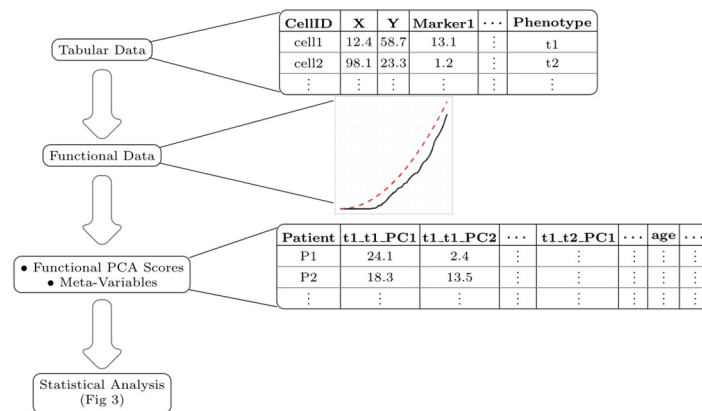 CellID X Y Marker1 ··· Phenotype
cell1 12.4 58.7 13.1 ⋮ t1
cell2 98.1 23.3 1.2 ⋮ t2
⋮ ⋮ ⋮ ⋮ ⋮ ⋮
Tabular Data
Functional Data
Patient t1_t1_PC1 t1_t1_PC2 ··· t1_t2_PC1 ··· age ···
P1 24.1 2.4 ⋮ ⋮ ⋮ ⋮ ⋮
P2 18.3 13.5 ⋮ ⋮ ⋮ ⋮ ⋮
⋮ ⋮ ⋮ ⋮ ⋮ ⋮ ⋮ ⋮
• Functional PCA Scores
• Meta-Variables
Statistical Analysis
(Fig 3)